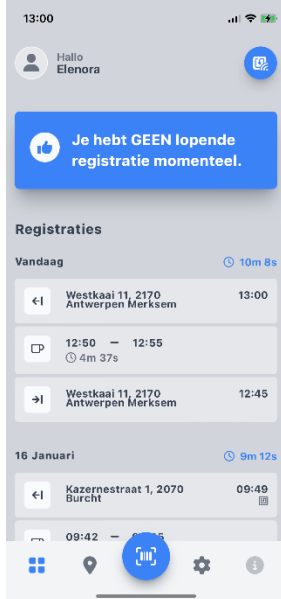 13:00
Hallo
Elenora
Je hebt GEEN lopende
registratie momenteel.
Registraties
Vandaag 10m 8s
Westkaai 11, 2170 13:00
Antwerpen Merksem
12:50 — 12:55
4m 37s
Westkaai 11, 2170 12:45
Antwerpen Merksem
16 Januari 9m 12s
Kazernestraat 1, 2070 09:49
Burcht
09:42 —